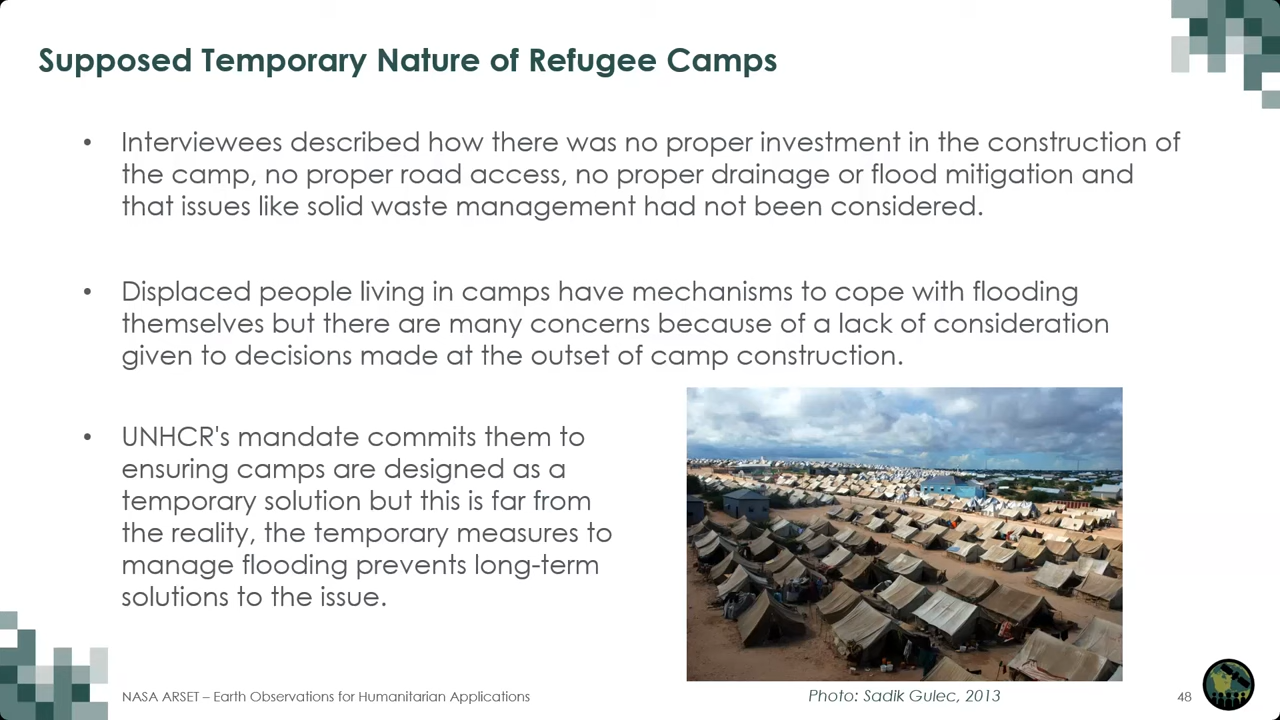 Supposed Temporary Nature of Refugee Camps
• Interviewees described how there was no proper investment in the construction of
the camp, no proper road access, no proper drainage or flood mitigation and
that issues like solid waste management had not been considered.
• Displaced people living in camps have mechanisms to cope with flooding
themselves but there are many concerns because of a lack of consideration
given to decisions made at the outset of camp construction.
• UNHCR's mandate commits them to
ensuring camps are designed as a
temporary solution but this is far from
the reality, the temporary measures to
manage flooding prevents long-term
solutions to the issue.
NASA ARSET – Earth Observations for Humanitarian Applications
Photo: Sadik Gulec, 2013
48